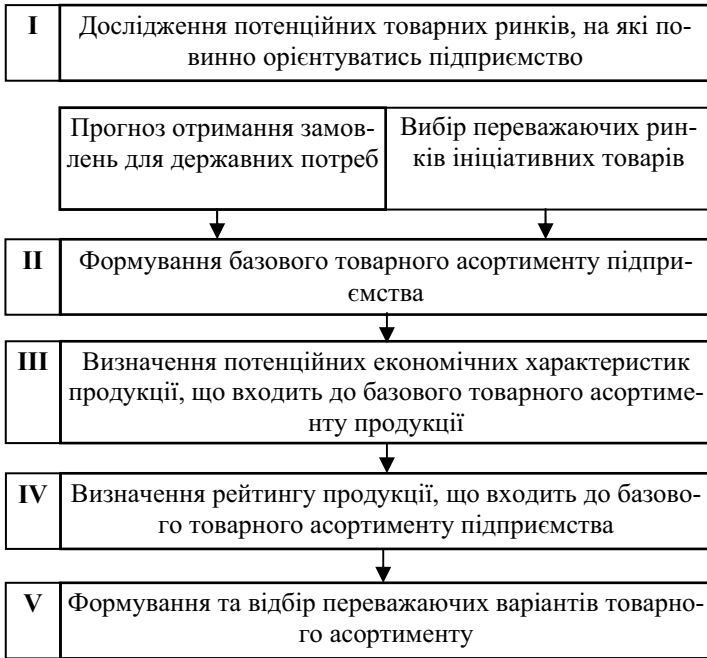 I
Дослідження потенційних товарних ринків, на які по-
винно орієнтуватись підприємство
Прогноз отримання замов-
лень для державних потреб
Вибір переважаючих рин-
ків ініціативних товарів
II
Формування базового товарного асортименту підпри-
ємства
III
Визначення потенційних економічних характеристик
продукції, що входить до базового товарного асортиме-
нту продукції
IV
Визначення рейтингу продукції, що входить до базово-
го товарного асортименту підприємства
V
Формування та відбір переважаючих варіантів товарно-
го асортименту